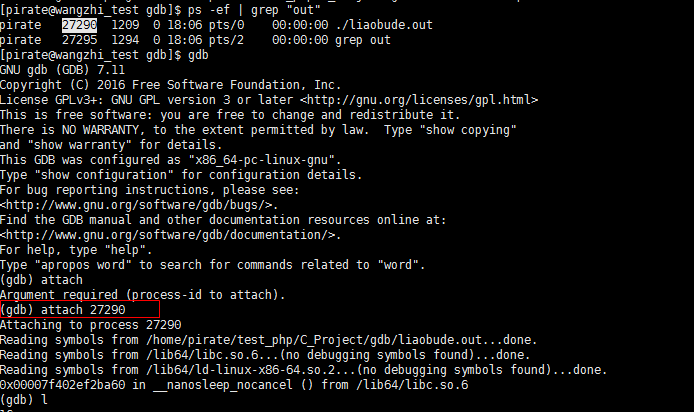 [pirate@wangzhi_test gdb]$ ps -ef | grep "out"
pirate   27290  1209  0 18:06 pts/0    00:00:00 ./liaobude.out
pirate   27295  1294  0 18:06 pts/2    00:00:00 grep out
[pirate@wangzhi_test gdb]$ gdb
GNU gdb (GDB) 7.11
Copyright (C) 2016 Free Software Foundation, Inc.
License GPLv3+: GNU GPL version 3 or later <http://gnu.org/licenses/gpl.html>
This is free software: you are free to change and redistribute it.
There is NO WARRANTY, to the extent permitted by law.  Type "show copying"
and "show warranty" for details.
This GDB was configured as "x86_64-pc-linux-gnu".
Type "show configuration" for configuration details.
For bug reporting instructions, please see:
<http://www.gnu.org/software/gdb/bugs/>.
Find the GDB manual and other documentation resources online at:
<http://www.gnu.org/software/gdb/documentation/>.
For help, type "help".
Type "apropos word" to search for commands related to "word".
(gdb) attach
Argument required (process-id to attach).
(gdb) attach 27290
Attaching to process 27290
Reading symbols from /home/pirate/test_php/C_Project/gdb/liaobude.out...done.
Reading symbols from /lib64/libc.so.6...(no debugging symbols found)...done.
Reading symbols from /lib64/ld-linux-x86-64.so.2...(no debugging symbols found)...done.
0x00007f402ef2ba60 in __nanosleep_nocancel () from /lib64/libc.so.6
(gdb) l